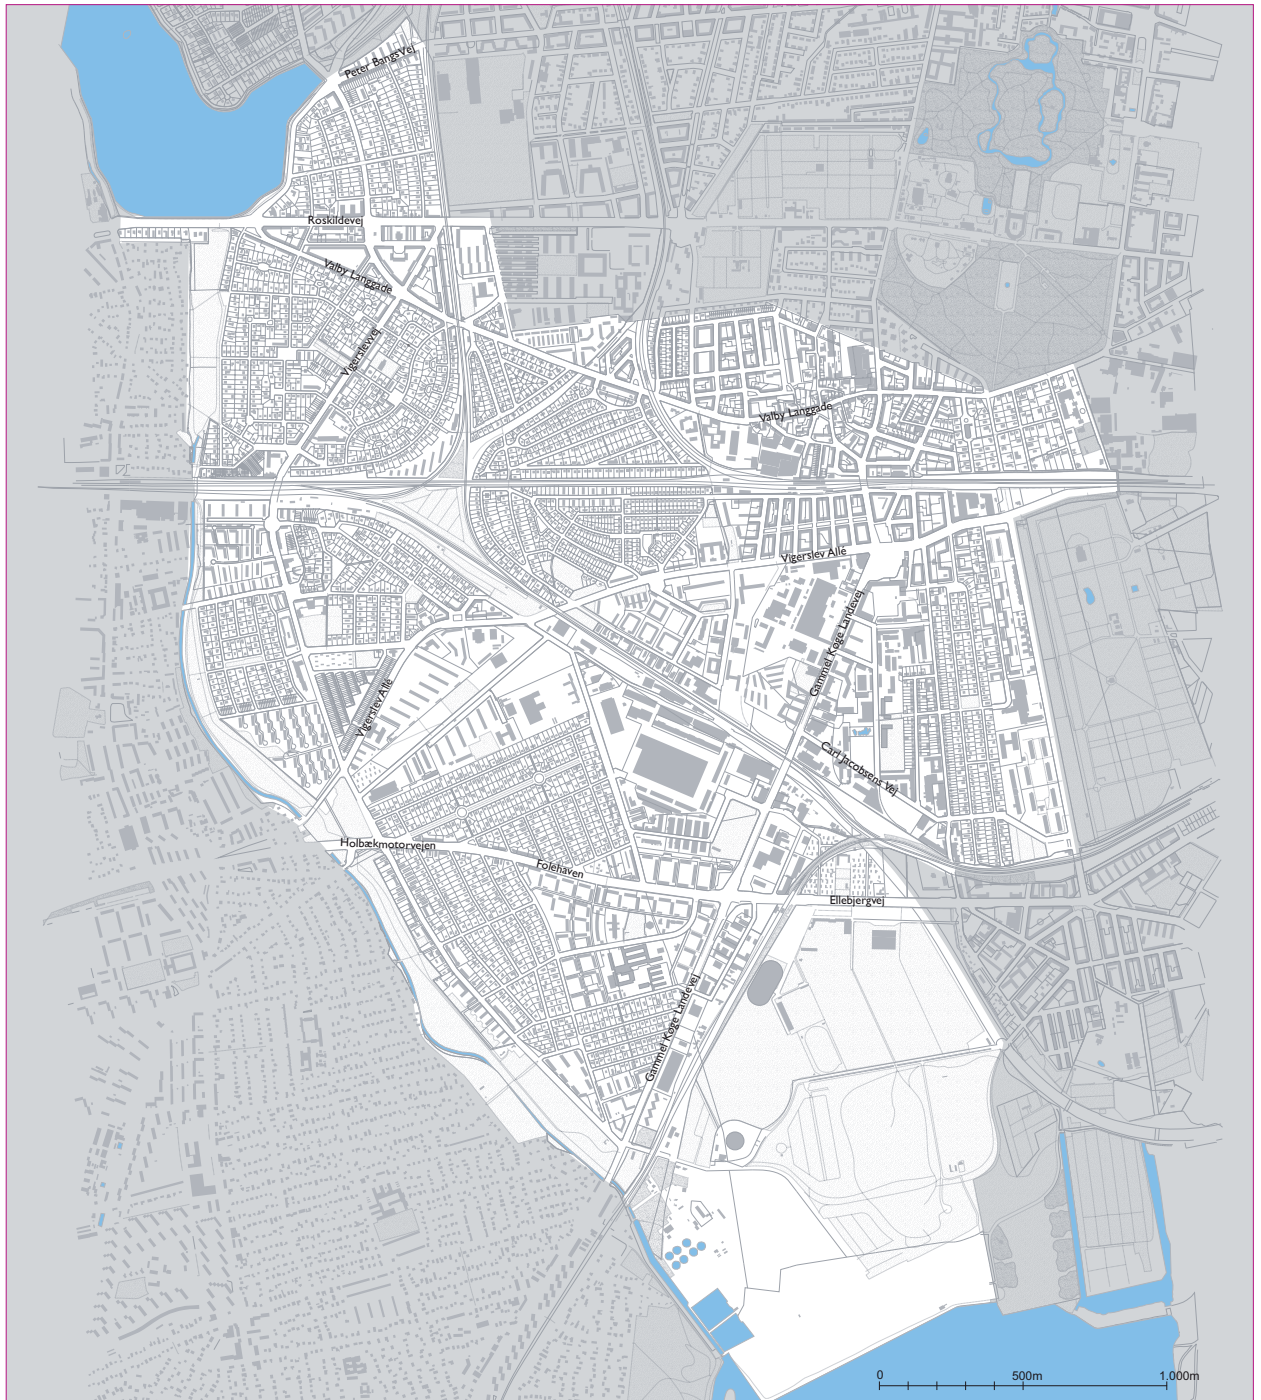 Peter Bangs Vej
Roskildevej
Valby Langgade
Vigerslevvej
Valby Langgade
Vigerslev Allé
Gammel Køge Landevej
Vigerslev Allé
Carl Jacobsens Vej
Holbækmotorvejen
Folehaven
Ellebjergvej
Gammel Køge Landevej
0 500m 1.000m